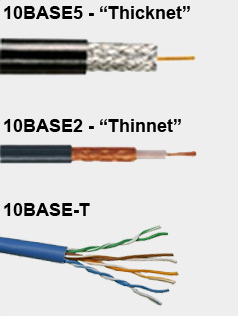 10BASE5 - “Thicknet”
10BASE2 - “Thinnet”
10BASE-T